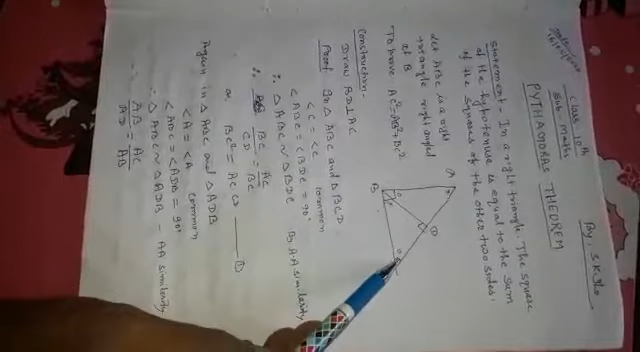 Class 10th
Sub- Maths
By, S K
PYTHAGORAS THEOREM
Statement- In a right triangle, The square
of the hypotenuse is equal to the sum
of the squares of the other two sides.
Let ABC is a right
triangle right angled
at B
To prove AC²=AB²+BC²
A
B
D
C
Construction-
Draw BD⊥AC
Proof In △ABC and △BCD
<C = <C common
<ABC = <BDC = 90°
∴ △ABC ~ △BDC By AA similarity
∴ BC/CD = AC/BC
or, BC² = AC CD ——— ①
Again in △ABC and △ADB
<A = <A common
<ABC = <ADB = 90°
∴ △ABC ~ △ADB - AA similarity
∴ AB/AD = AC/AB